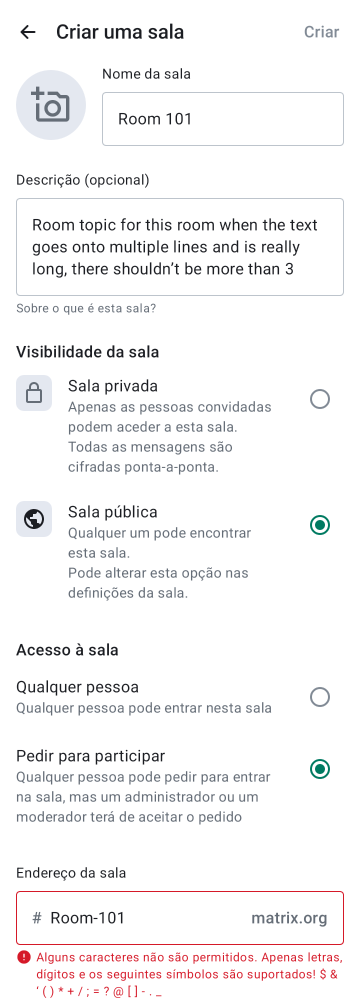 Criar uma sala
Criar
Nome da sala
Room 101
Descrição (opcional)
Room topic for this room when the text
goes onto multiple lines and is really
long, there shouldn’t be more than 3
Sobre o que é esta sala?
Visibilidade da sala
Sala privada
Apenas as pessoas convidadas
podem aceder a esta sala.
Todas as mensagens são
cifradas ponta-a-ponta.
Sala pública
Qualquer um pode encontrar
esta sala.
Pode alterar esta opção nas
definições da sala.
Acesso à sala
Qualquer pessoa
Qualquer pessoa pode entrar nesta sala
Pedir para participar
Qualquer pessoa pode pedir para entrar
na sala, mas um administrador ou um
moderador terá de aceitar o pedido
Endereço da sala
# Room-101 matrix.org
Alguns caracteres não são permitidos. Apenas letras,
dígitos e os seguintes símbolos são suportados! $ &
' ( ) * + / ; = ? @ [ ] - . _